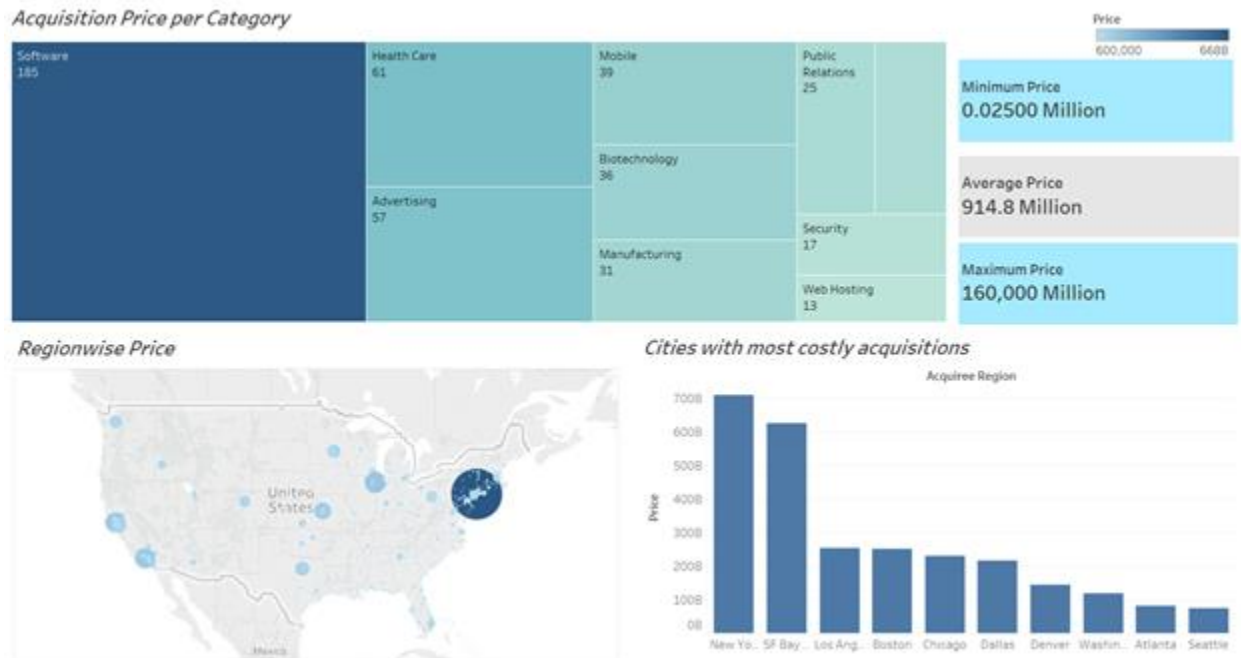 Acquisition Price per Category
Price
600,000 668B
Software
185
Health Care
61
Advertising
57
Mobile
39
Biotechnology
36
Manufacturing
31
Public
Relations
25
Security
17
Web Hosting
13
Minimum Price
0.02500 Million
Average Price
914.8 Million
Maximum Price
160,000 Million
Regionwise Price
United
States
Mexico
Cities with most costly acquisitions
Acquiree Region
Price
700B
600B
500B
400B
300B
200B
100B
0B
New Yo.. SF Bay .. Los Ang.. Boston Chicago Dallas Denver Washin.. Atlanta Seattle